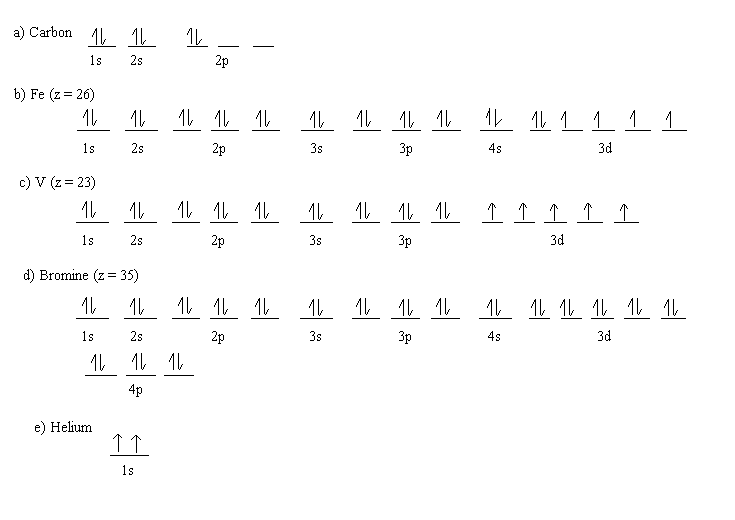 a) Carbon
1s 2s 2p
b) Fe (z = 26)
1s 2s 2p 3s 3p 4s 3d
c) V (z = 23)
1s 2s 2p 3s 3p 3d
d) Bromine (z = 35)
1s 2s 2p 3s 3p 4s 3d
4p
e) Helium
1s